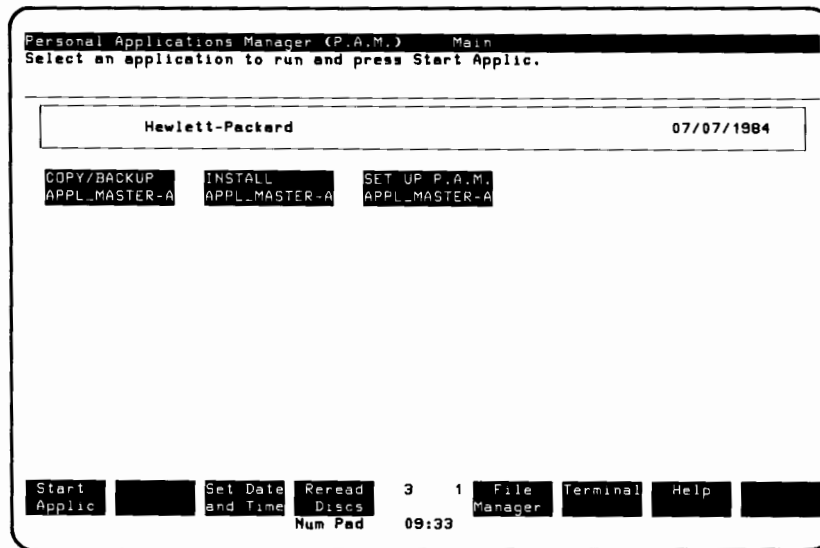 Personal Applications Manager (P.A.M.) Main
Select an application to run and press Start Applic.
Hewlett-Packard 07/07/1984
COPY/BACKUP INSTALL SET UP P.A.M.
APPL_MASTER-A APPL_MASTER-A APPL_MASTER-A
Start Set Date Reread 3 1 File Terminal Help
Applic and Time Discs Manager
Num Pad 09:33